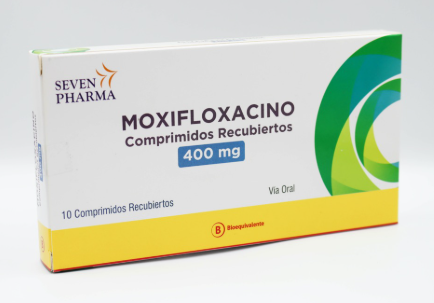 SEVEN
PHARMA
MOXIFLOXACINO
Comprimidos Recubiertos
400 mg
Vía Oral
10 Comprimidos Recubiertos
B Bioequivalente